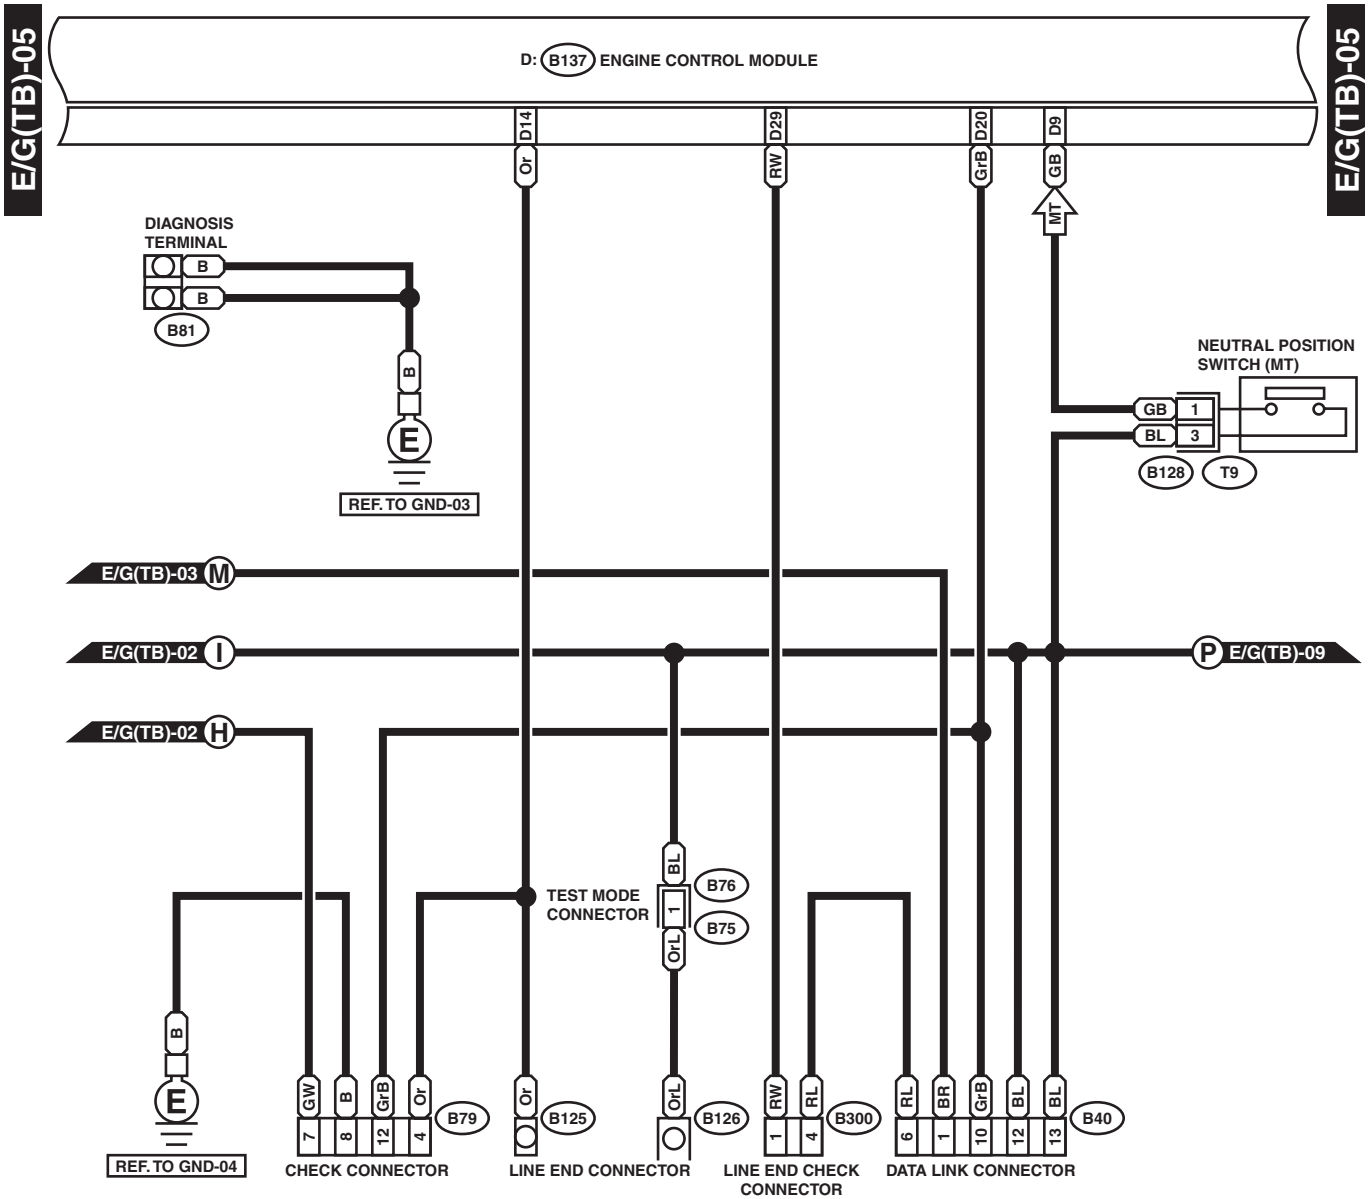 E/G(TB)-05
E/G(TB)-05
D: B137 ENGINE CONTROL MODULE
D14
D29
D20
D9
Or
RW
GrB
GB
MT
DIAGNOSIS
TERMINAL
B
B
B81
B
E
REF. TO GND-03
NEUTRAL POSITION
SWITCH (MT)
GB 1
BL 3
B128 T9
E/G(TB)-03 M
E/G(TB)-02 I
P E/G(TB)-09
E/G(TB)-02 H
BL
TEST MODE
CONNECTOR
1
B76
B75
OrL
B
E
REF. TO GND-04
GW
B
GrB
Or
7
8
12
4
B79
CHECK CONNECTOR
Or
B125
OrL
B126
LINE END CONNECTOR
RW
RL
1
4
B300
LINE END CHECK
CONNECTOR
RL
BR
GrB
BL
BL
6
1
10
12
13
B40
DATA LINK CONNECTOR